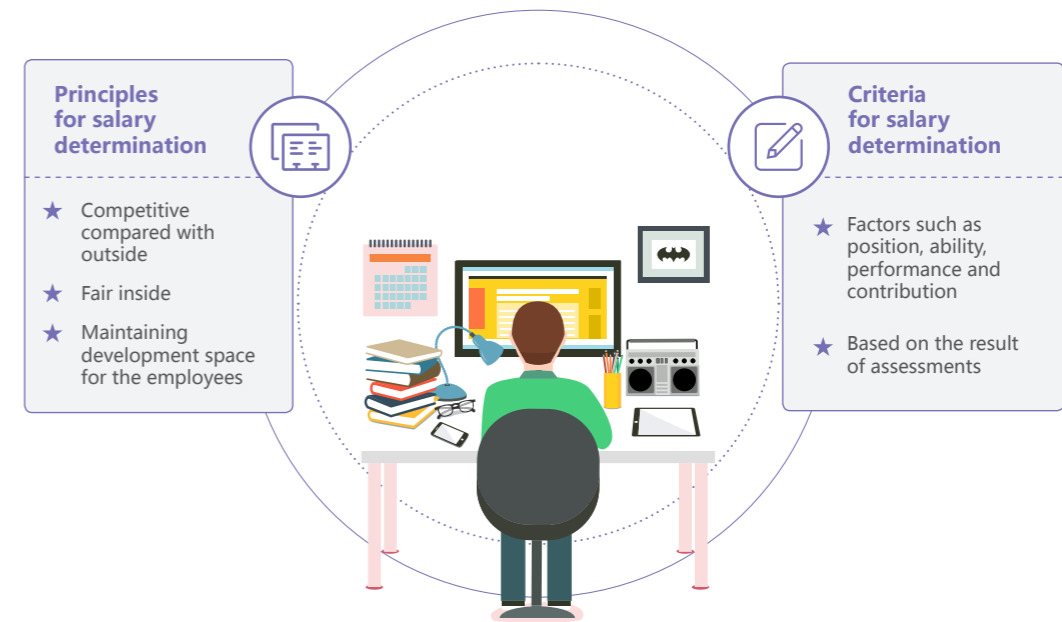 Principles
for salary
determination
Competitive
compared with
outside
Fair inside
Maintaining
development space
for the employees
Criteria
for salary
determination
Factors such as
position, ability,
performance and
contribution
Based on the result
of assessments